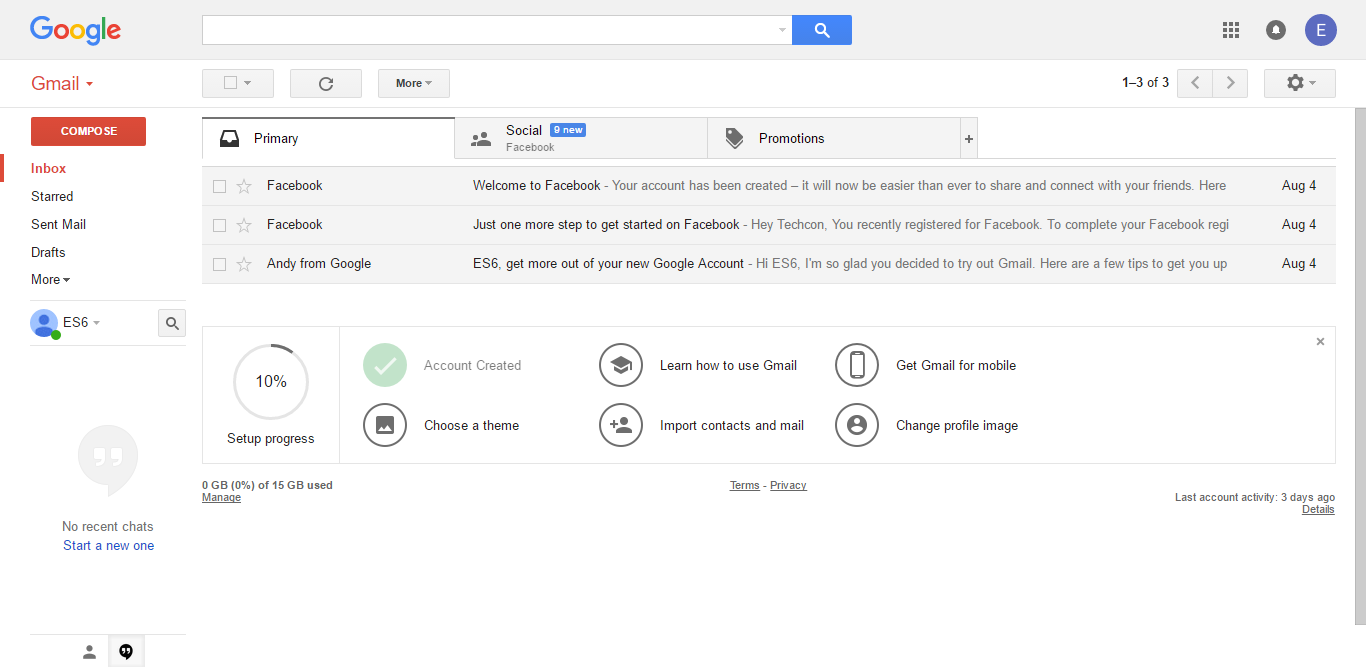 Google
E
Gmail
More
1–3 of 3
COMPOSE
Inbox
Starred
Sent Mail
Drafts
More
ES6
No recent chats
Start a new one
Primary
Social 9 new
Facebook
Promotions
+
Facebook Welcome to Facebook - Your account has been created – it will now be easier than ever to share and connect with your friends. Here Aug 4
Facebook Just one more step to get started on Facebook - Hey Techcon, You recently registered for Facebook. To complete your Facebook regi Aug 4
Andy from Google ES6, get more out of your new Google Account - Hi ES6, I'm so glad you decided to try out Gmail. Here are a few tips to get you up Aug 4
10%
Setup progress
Account Created
Learn how to use Gmail
Get Gmail for mobile
Choose a theme
Import contacts and mail
Change profile image
0 GB (0%) of 15 GB used
Manage
Terms - Privacy
Last account activity: 3 days ago
Details